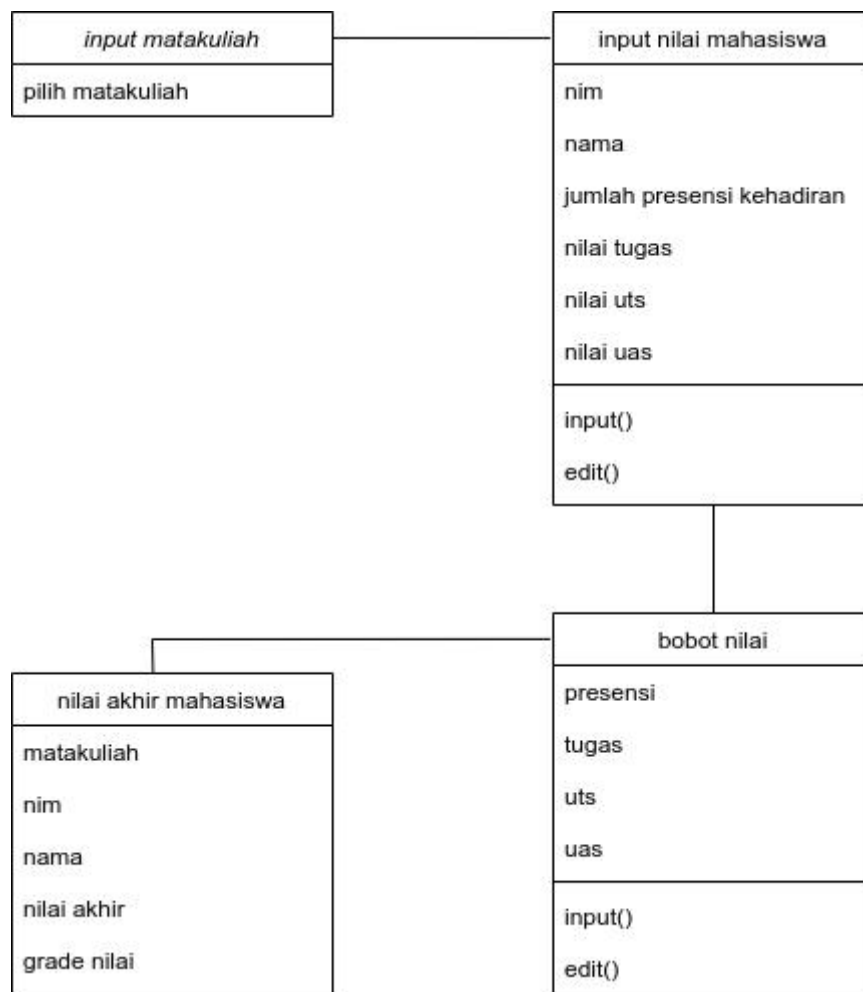 input matakuliah
pilih matakuliah
input nilai mahasiswa
nim
nama
jumlah presensi kehadiran
nilai tugas
nilai uts
nilai uas
input()
edit()
bobot nilai
presensi
tugas
uts
uas
input()
edit()
nilai akhir mahasiswa
matakuliah
nim
nama
nilai akhir
grade nilai